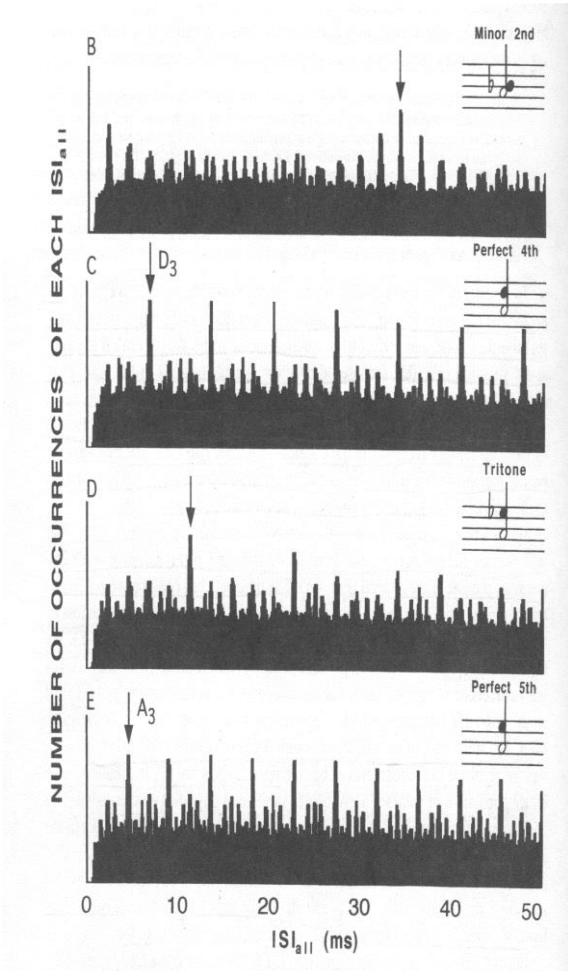 B
Minor 2nd
C
D3
Perfect 4th
D
Tritone
E
A3
Perfect 5th
NUMBER OF OCCURRENCES OF EACH ISIall
0
10
20
30
40
50
ISIall (ms)